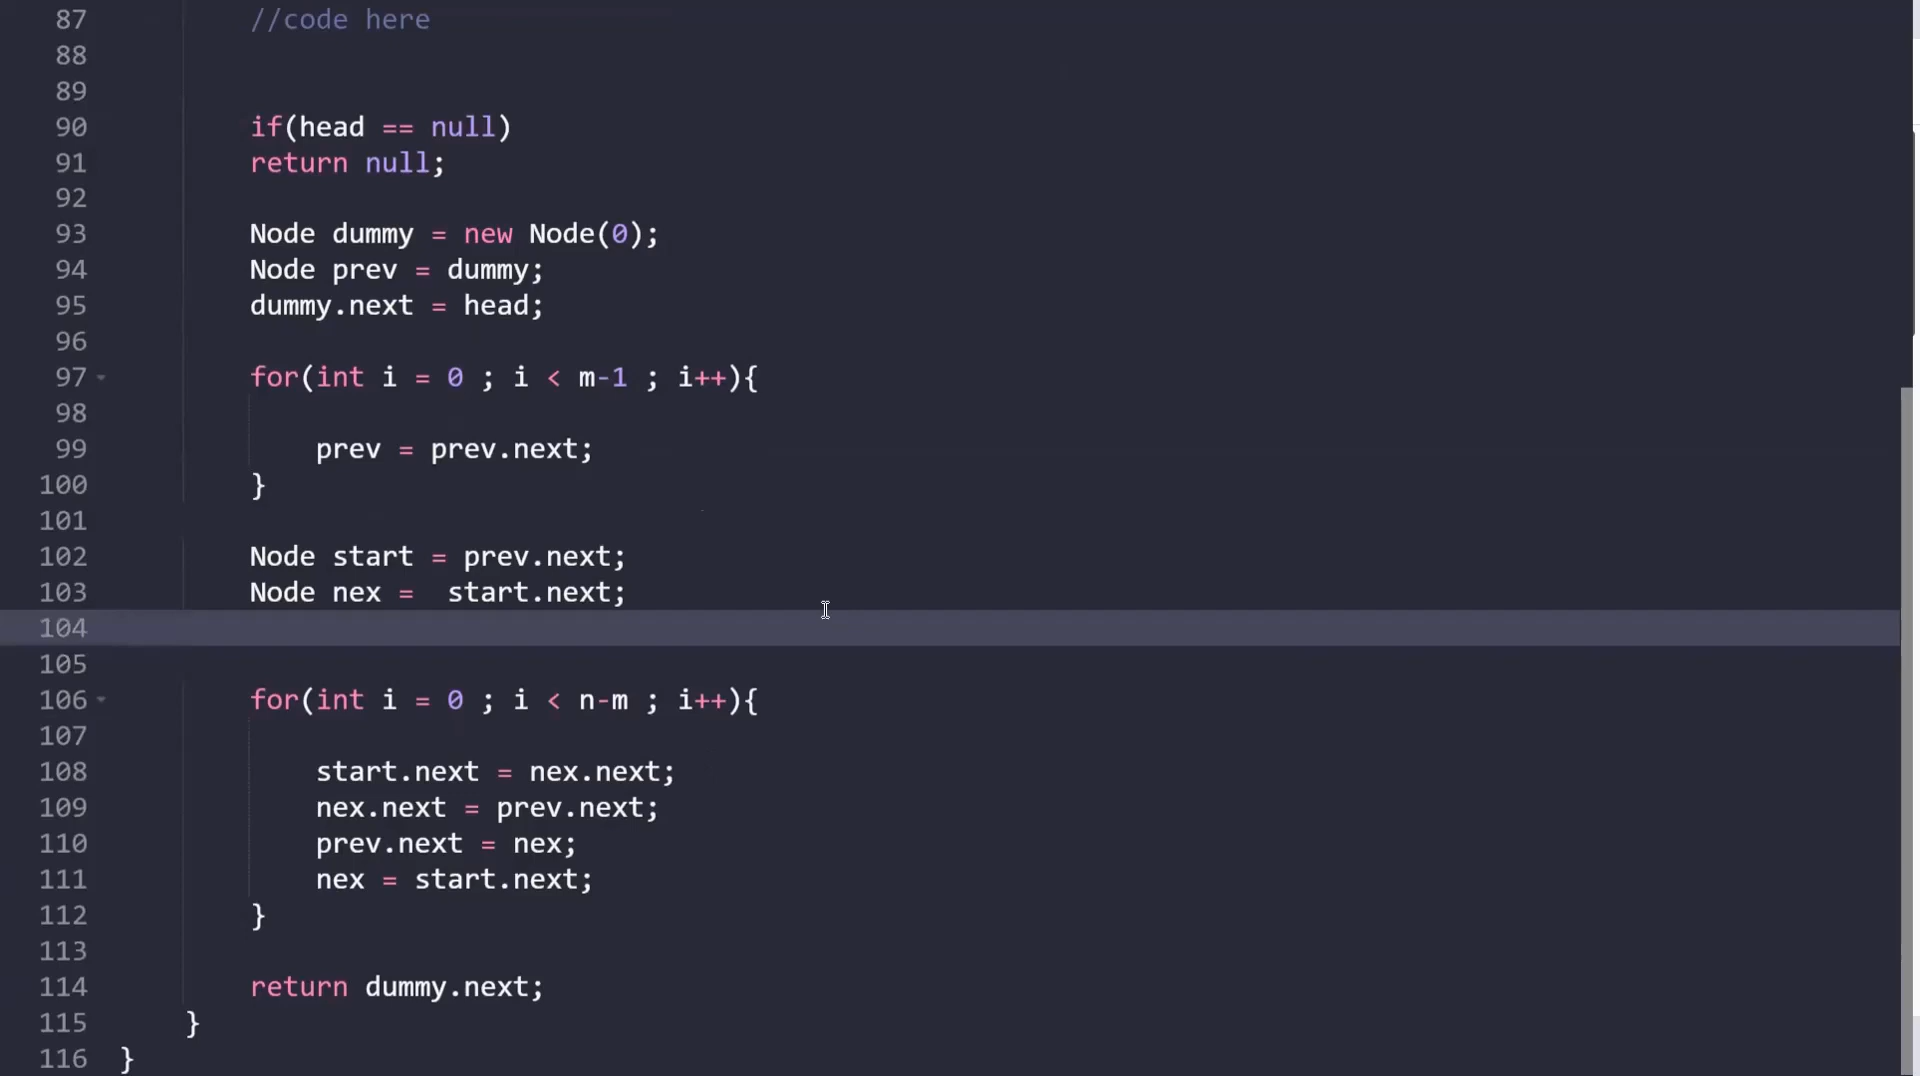 87 //code here
88
89
90 if(head == null)
91 return null;
92
93 Node dummy = new Node(0);
94 Node prev = dummy;
95 dummy.next = head;
96
97 for(int i = 0 ; i < m-1 ; i++){
98
99 prev = prev.next;
100 }
101
102 Node start = prev.next;
103 Node nex =  start.next;
104
105
106 for(int i = 0 ; i < n-m ; i++){
107
108 start.next = nex.next;
109 nex.next = prev.next;
110 prev.next = nex;
111 nex = start.next;
112 }
113
114 return dummy.next;
115 }
116 }